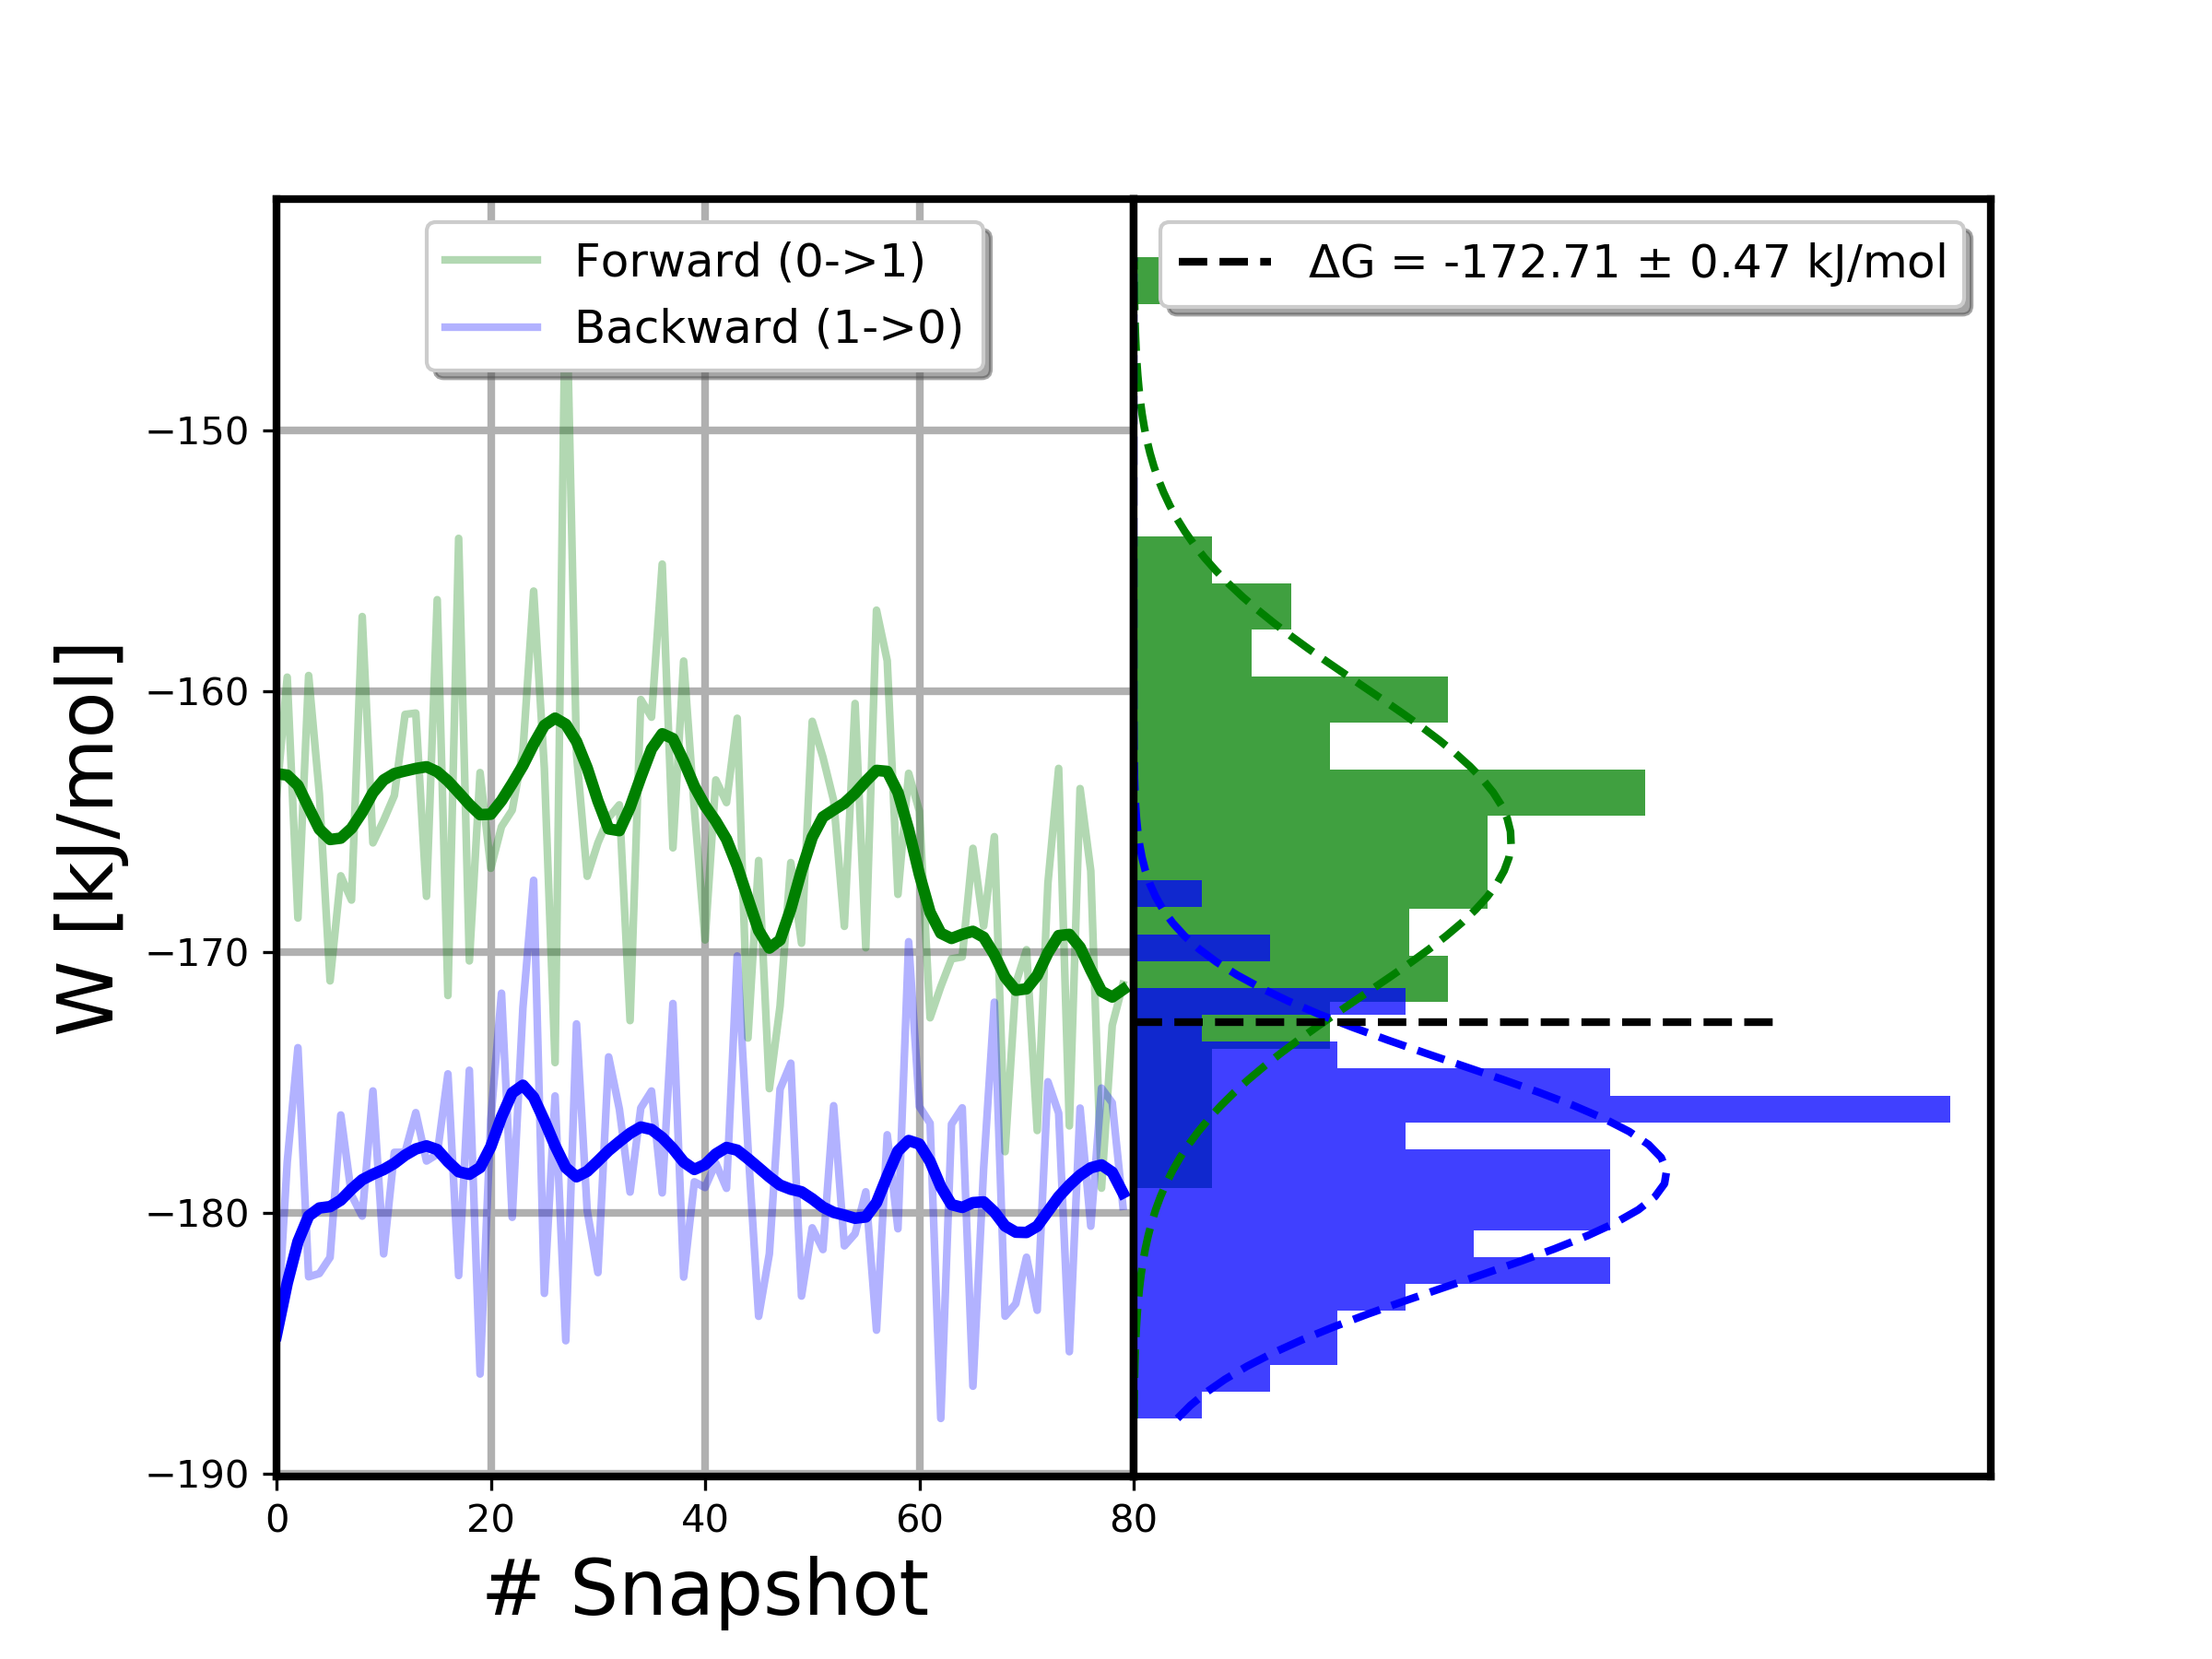 Forward (0->1)
Backward (1->0)
ΔG = -172.71 ± 0.47 kJ/mol
W [kJ/mol]
−150
−160
−170
−180
−190
0 20 40 60 80
# Snapshot